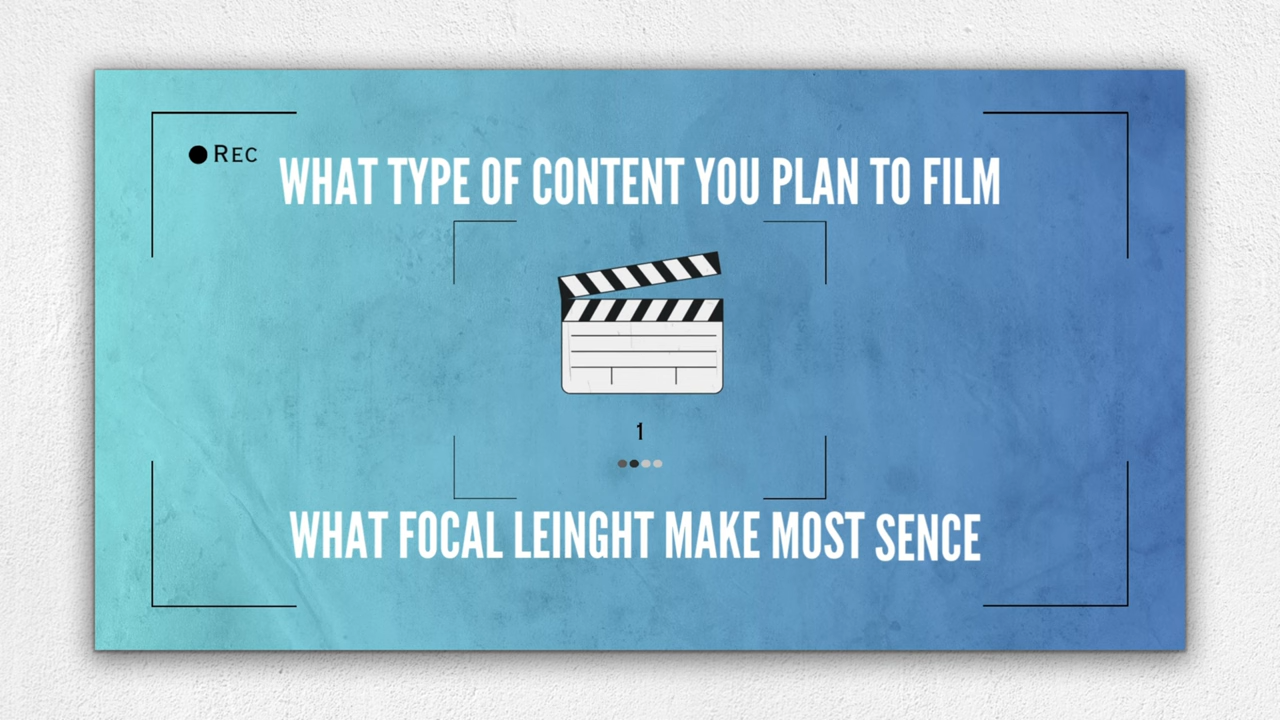 Rec
WHAT TYPE OF CONTENT YOU PLAN TO FILM
1
WHAT FOCAL LEINGHT MAKE MOST SENCE